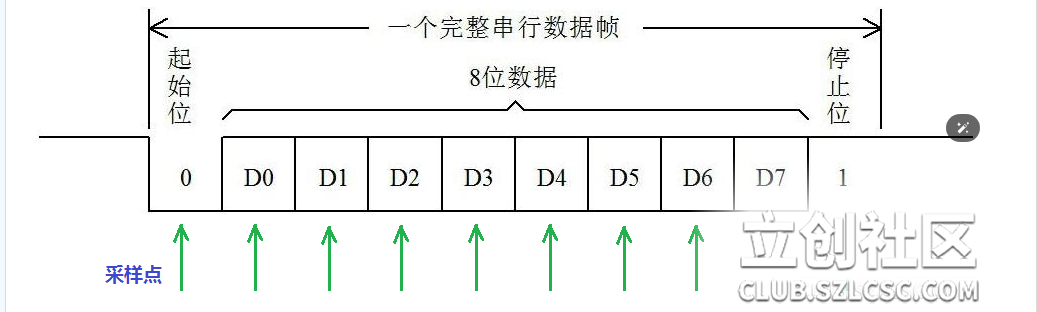 一个完整串行数据帧
起始位
8位数据
停止位
0 D0 D1 D2 D3 D4 D5 D6 D7 1
采样点
立创社区
CLUB.SZLCSC.COM